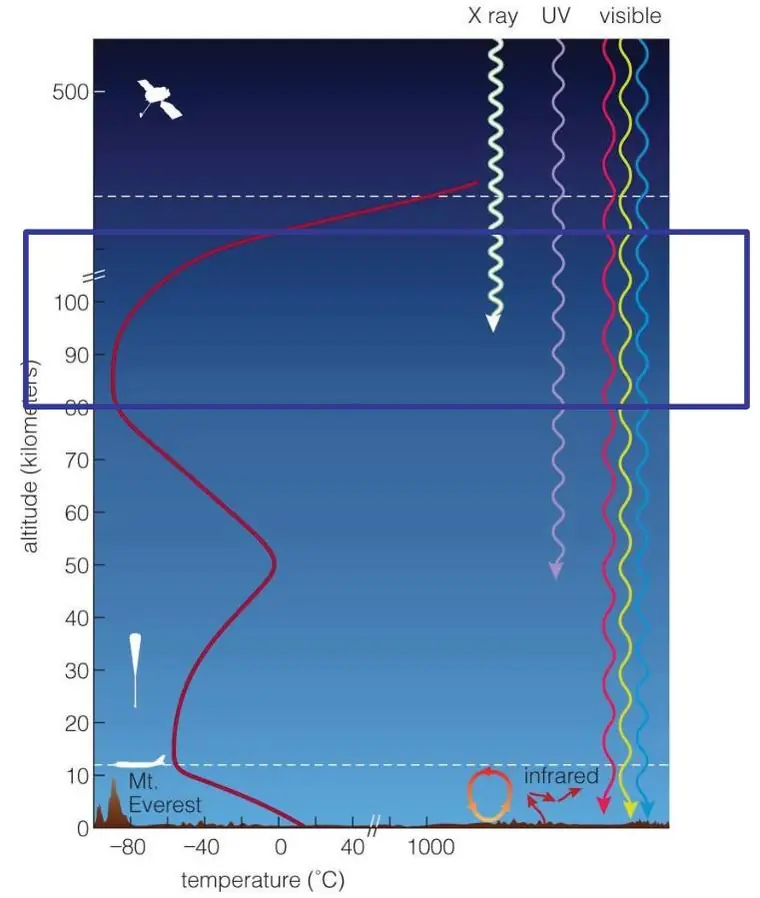 X ray UV visible
500
100
90
80
70
60
50
40
30
20
10
0
altitude (kilometers)
Mt.
Everest
infrared
−80 −40 0 40 1000
temperature (˚C)